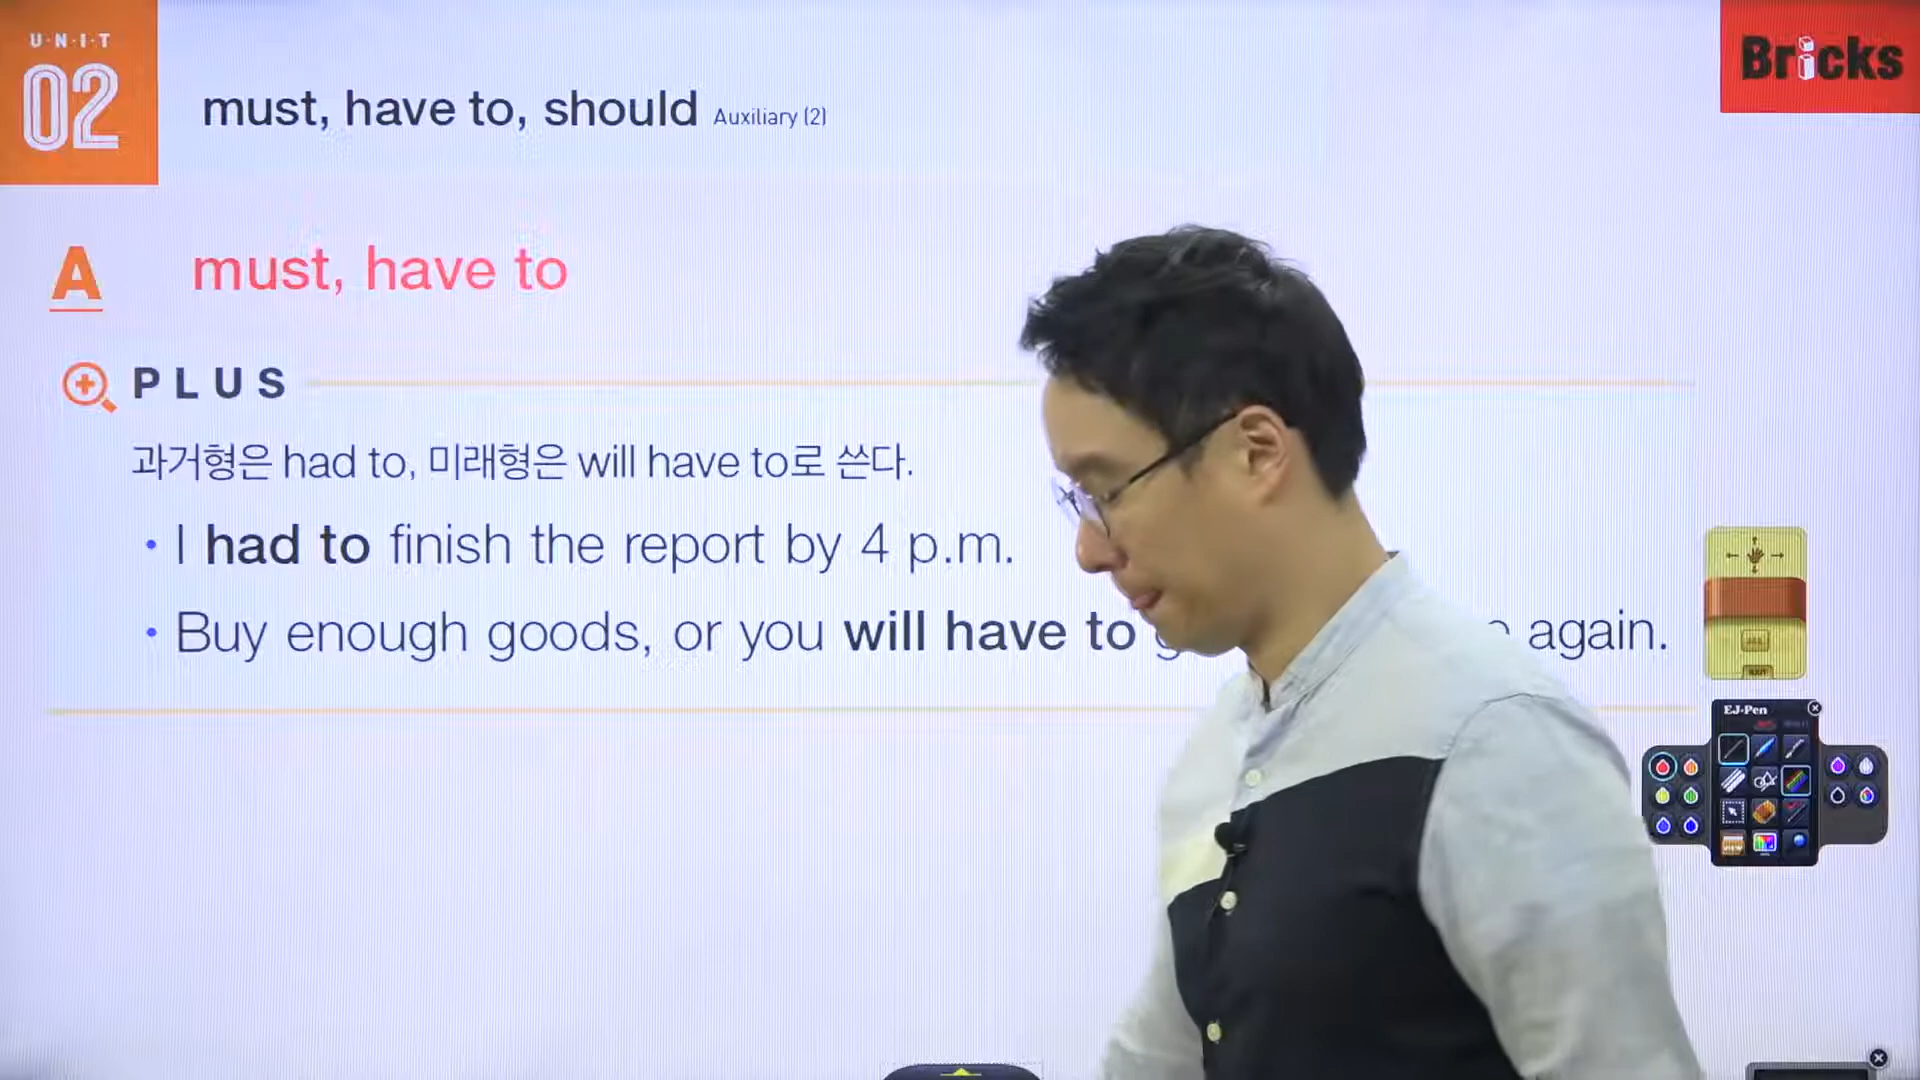 U·N·I·T
02
must, have to, should Auxiliary (2)
Bricks
A must, have to
PLUS
과거형은 had to, 미래형은 will have to로 쓴다.
• I had to finish the report by 4 p.m.
• Buy enough goods, or you will have to again.
EJ-Pen
VIEW